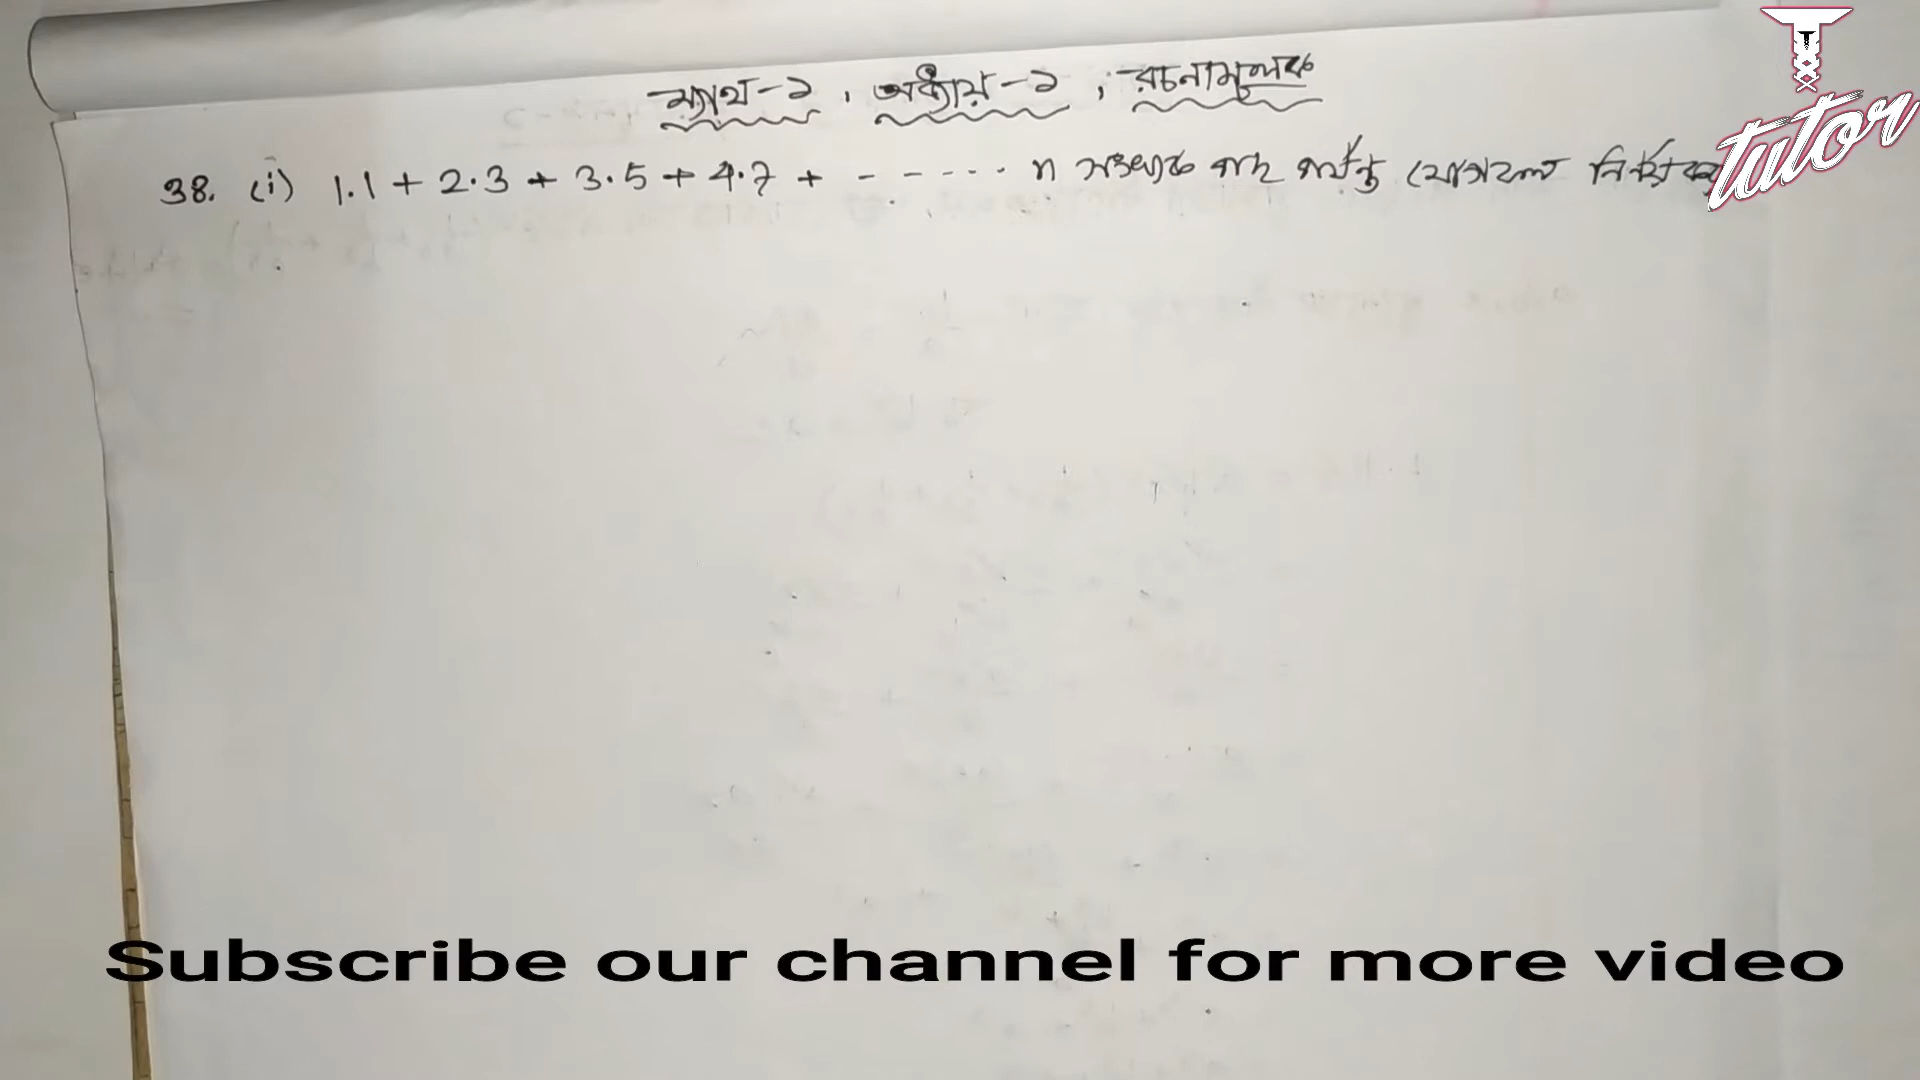 ম্যাথ-১, অধ্যায়-১, রচনামূলক
38. (i) 1.1 + 2.3 + 3.5 + 4.7 + - - - - ... n সংখ্যক পদ পর্যন্ত যোগফল নির্ণয় কর
T
tutor
Subscribe our channel for more video